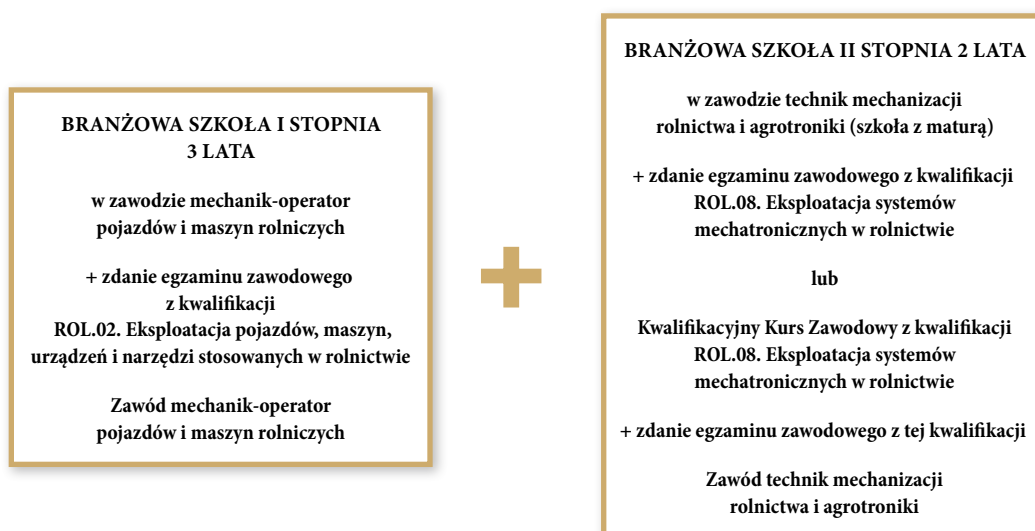 BRANŻOWA SZKOŁA I STOPNIA
3 LATA
w zawodzie mechanik-operator
pojazdów i maszyn rolniczych
+ zdanie egzaminu zawodowego
z kwalifikacji
ROL.02. Eksploatacja pojazdów, maszyn,
urządzeń i narzędzi stosowanych w rolnictwie
Zawód mechanik-operator
pojazdów i maszyn rolniczych
+
BRANŻOWA SZKOŁA II STOPNIA 2 LATA
w zawodzie technik mechanizacji
rolnictwa i agrotroniki (szkoła z maturą)
+ zdanie egzaminu zawodowego z kwalifikacji
ROL.08. Eksploatacja systemów
mechatronicznych w rolnictwie
lub
Kwalifikacyjny Kurs Zawodowy z kwalifikacji
ROL.08. Eksploatacja systemów
mechatronicznych w rolnictwie
+ zdanie egzaminu zawodowego z tej kwalifikacji
Zawód technik mechanizacji
rolnictwa i agrotroniki